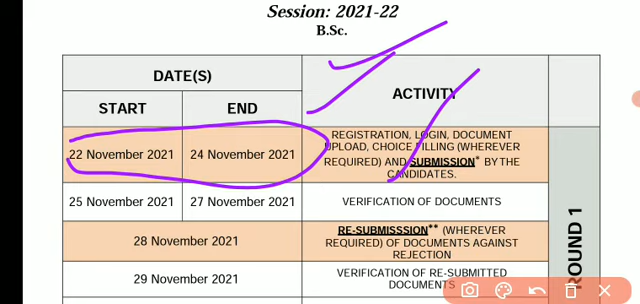 Session: 2021-22
B.Sc.
DATE(S)
ACTIVITY
START
END
22 November 2021
24 November 2021
REGISTRATION, LOGIN, DOCUMENT
UPLOAD, CHOICE FILLING (WHEREVER
REQUIRED) AND SUBMISSION* BY THE
CANDIDATES.
25 November 2021
27 November 2021
VERIFICATION OF DOCUMENTS
28 November 2021
RE-SUBMISSSION** (WHEREVER
REQUIRED) OF DOCUMENTS AGAINST
REJECTION
29 November 2021
VERIFICATION OF RE-SUBMITTED
DOCUMENTS
ROUND 1